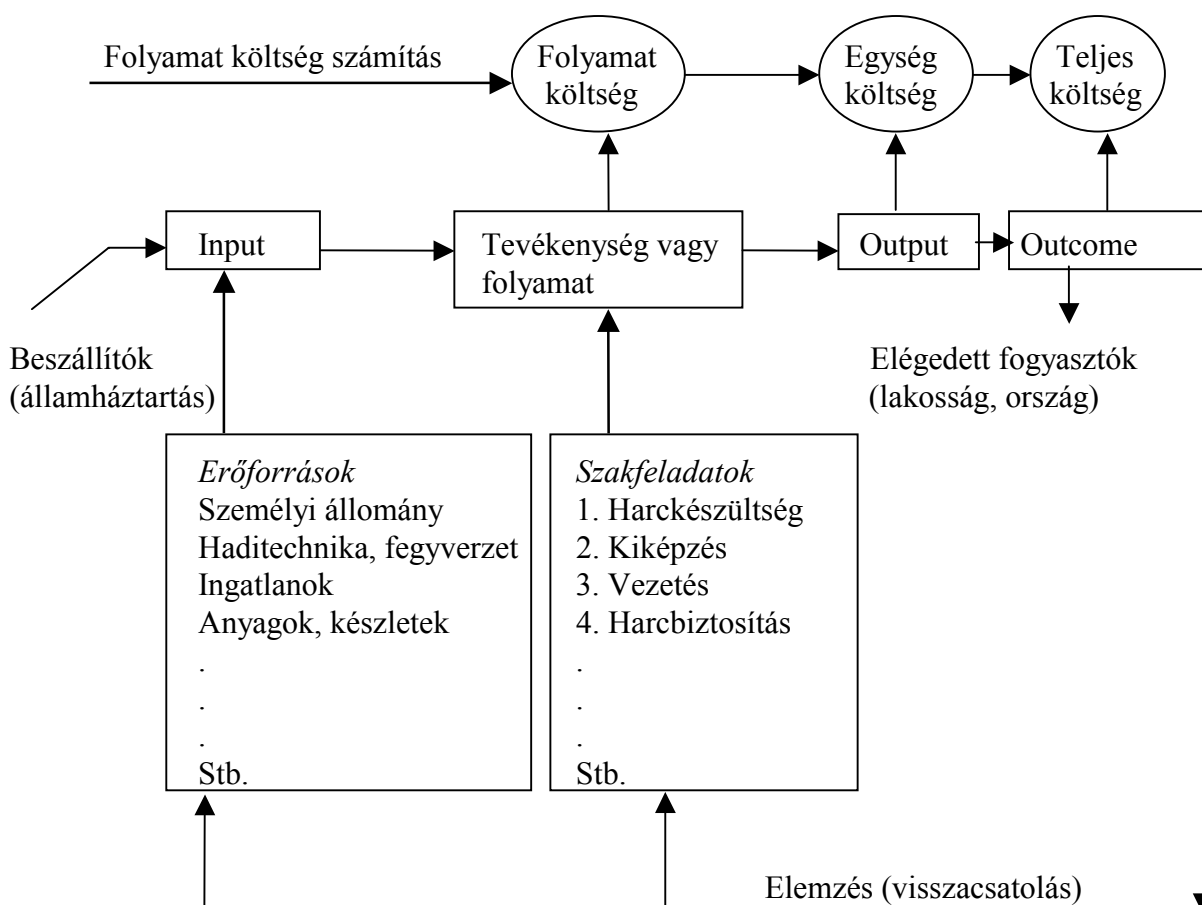 Folyamat költség számítás
Folyamat
költség
Egység
költség
Teljes
költség
Input
Tevékenység vagy
folyamat
Output
Outcome
Beszállítók
(államháztartás)
Elégedett fogyasztók
(lakosság, ország)
Erőforrások
Személyi állomány
Haditechnika, fegyverzet
Ingatlanok
Anyagok, készletek
.
.
.
Stb.
Szakfeladatok
1. Harckészültség
2. Kiképzés
3. Vezetés
4. Harcbiztosítás
.
.
.
Stb.
Elemzés (visszacsatolás)